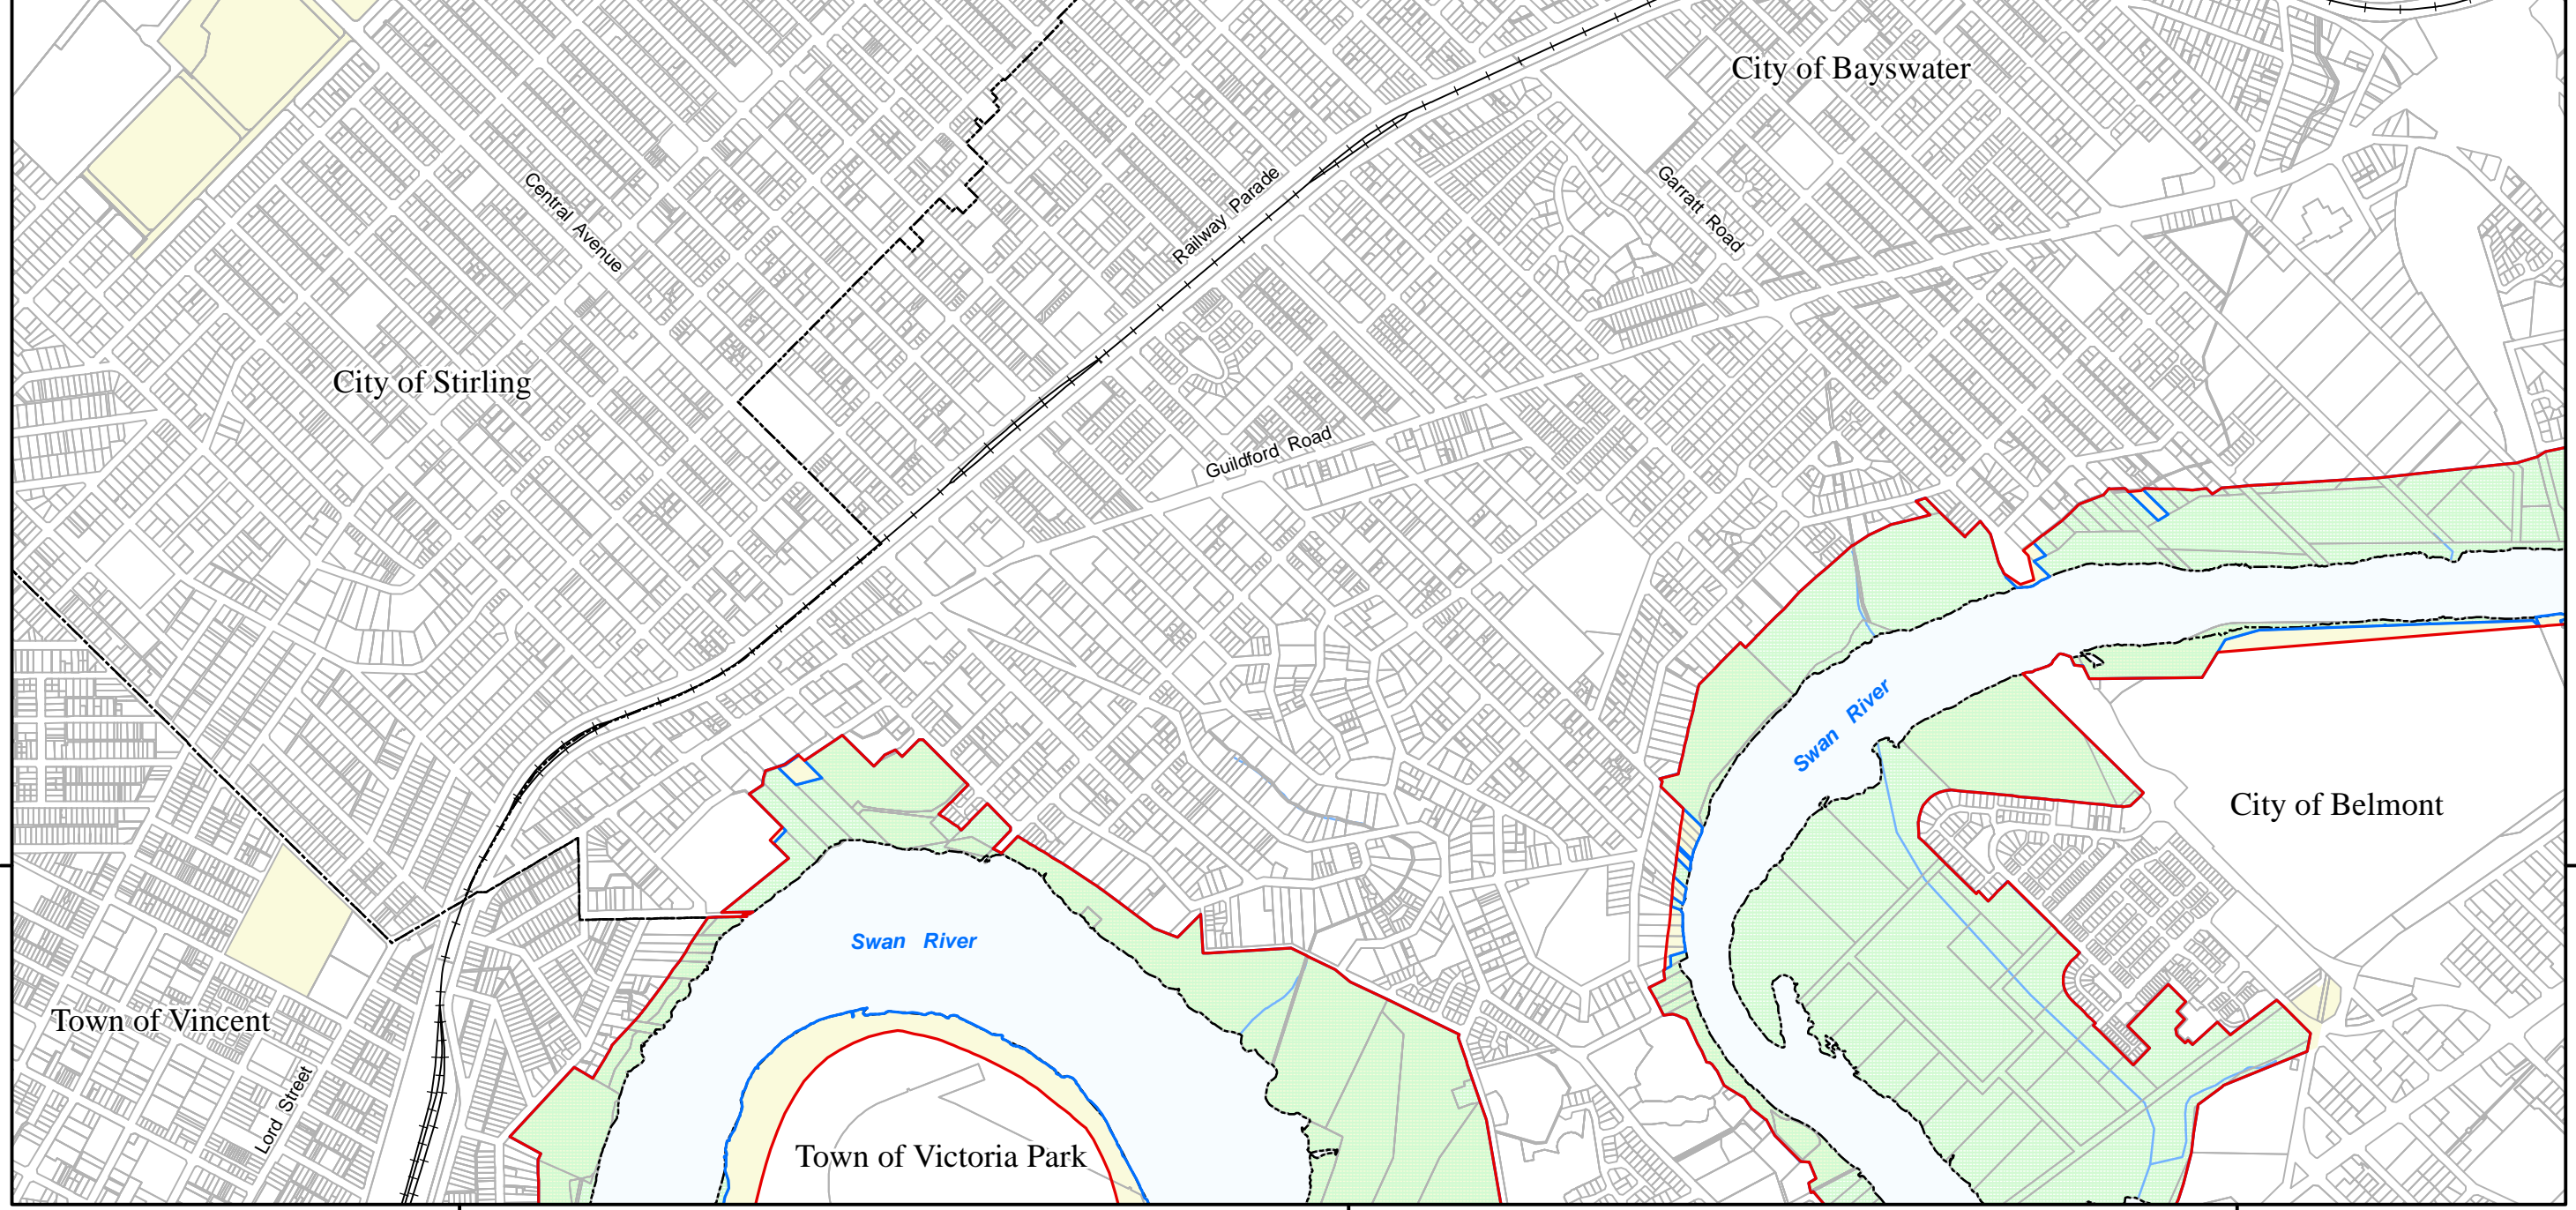 City of Bayswater
Central Avenue
Railway Parade
Garratt Road
City of Stirling
Guildford Road
Swan River
City of Belmont
Swan River
Town of Vincent
Lord Street
Town of Victoria Park